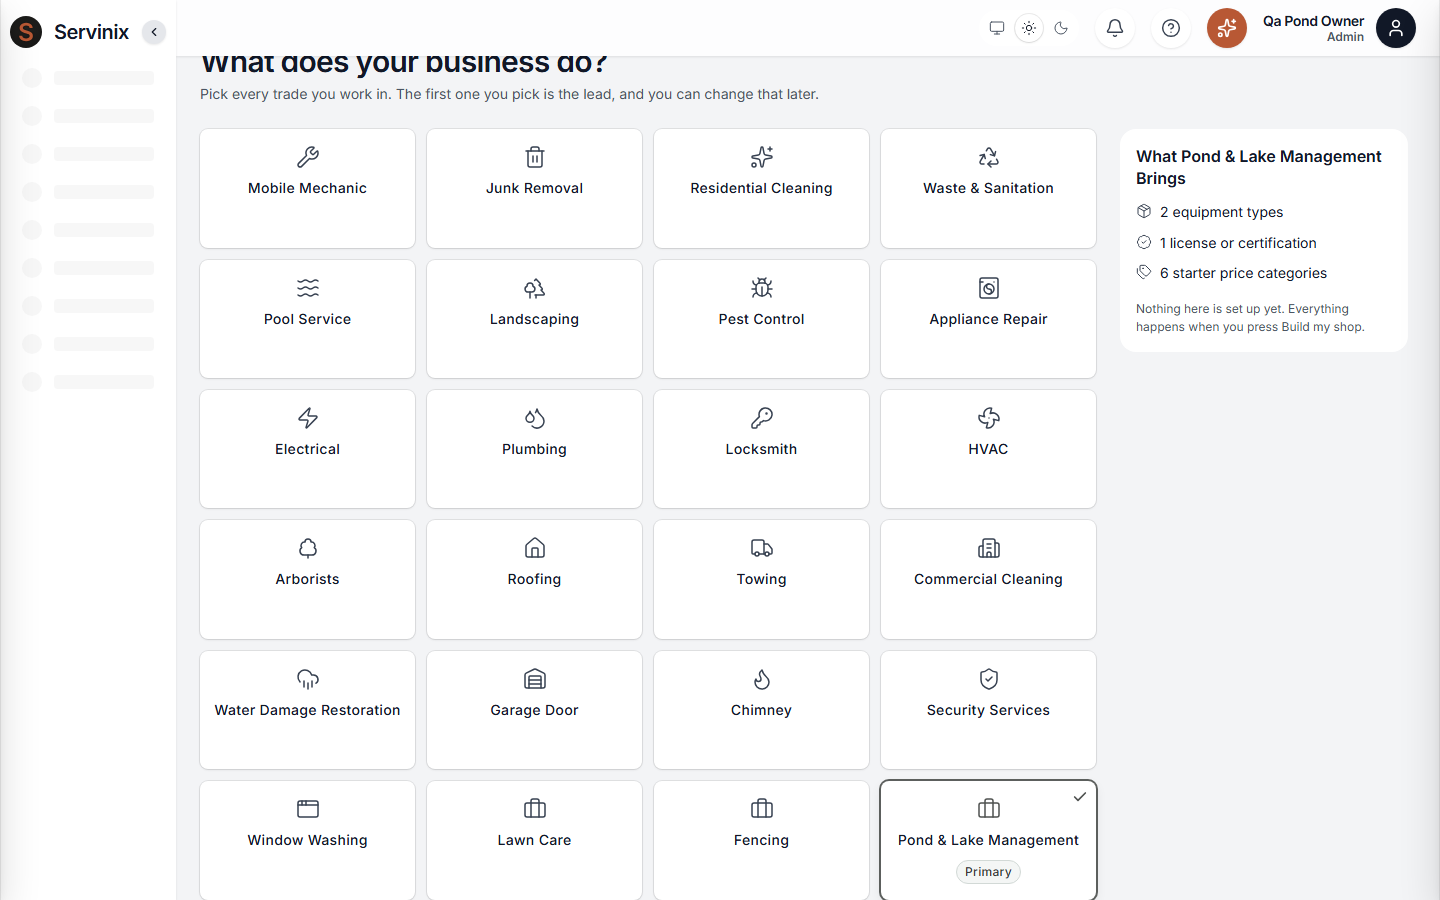 Servinix
Qa Pond Owner
Admin
What does your business do?
Pick every trade you work in. The first one you pick is the lead, and you can change that later.
Mobile Mechanic
Junk Removal
Residential Cleaning
Waste & Sanitation
Pool Service
Landscaping
Pest Control
Appliance Repair
Electrical
Plumbing
Locksmith
HVAC
Arborists
Roofing
Towing
Commercial Cleaning
Water Damage Restoration
Garage Door
Chimney
Security Services
Window Washing
Lawn Care
Fencing
Pond & Lake Management
Primary
What Pond & Lake Management
Brings
2 equipment types
1 license or certification
6 starter price categories
Nothing here is set up yet. Everything
happens when you press Build my shop.